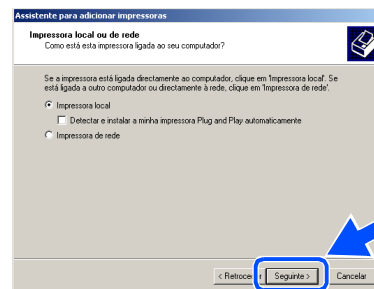 Assistente para adicionar impressoras
Impressora local ou de rede
Como está esta impressora ligada ao seu computador?
Se a impressora está ligada directamente ao computador, clique em 'Impressora local'. Se
está ligada a outro computador ou directamente à rede, clique em 'Impressora de rede'.
Impressora local
Detectar e instalar a minha impressora Plug and Play automaticamente
Impressora de rede
< Retroceder Seguinte > Cancelar